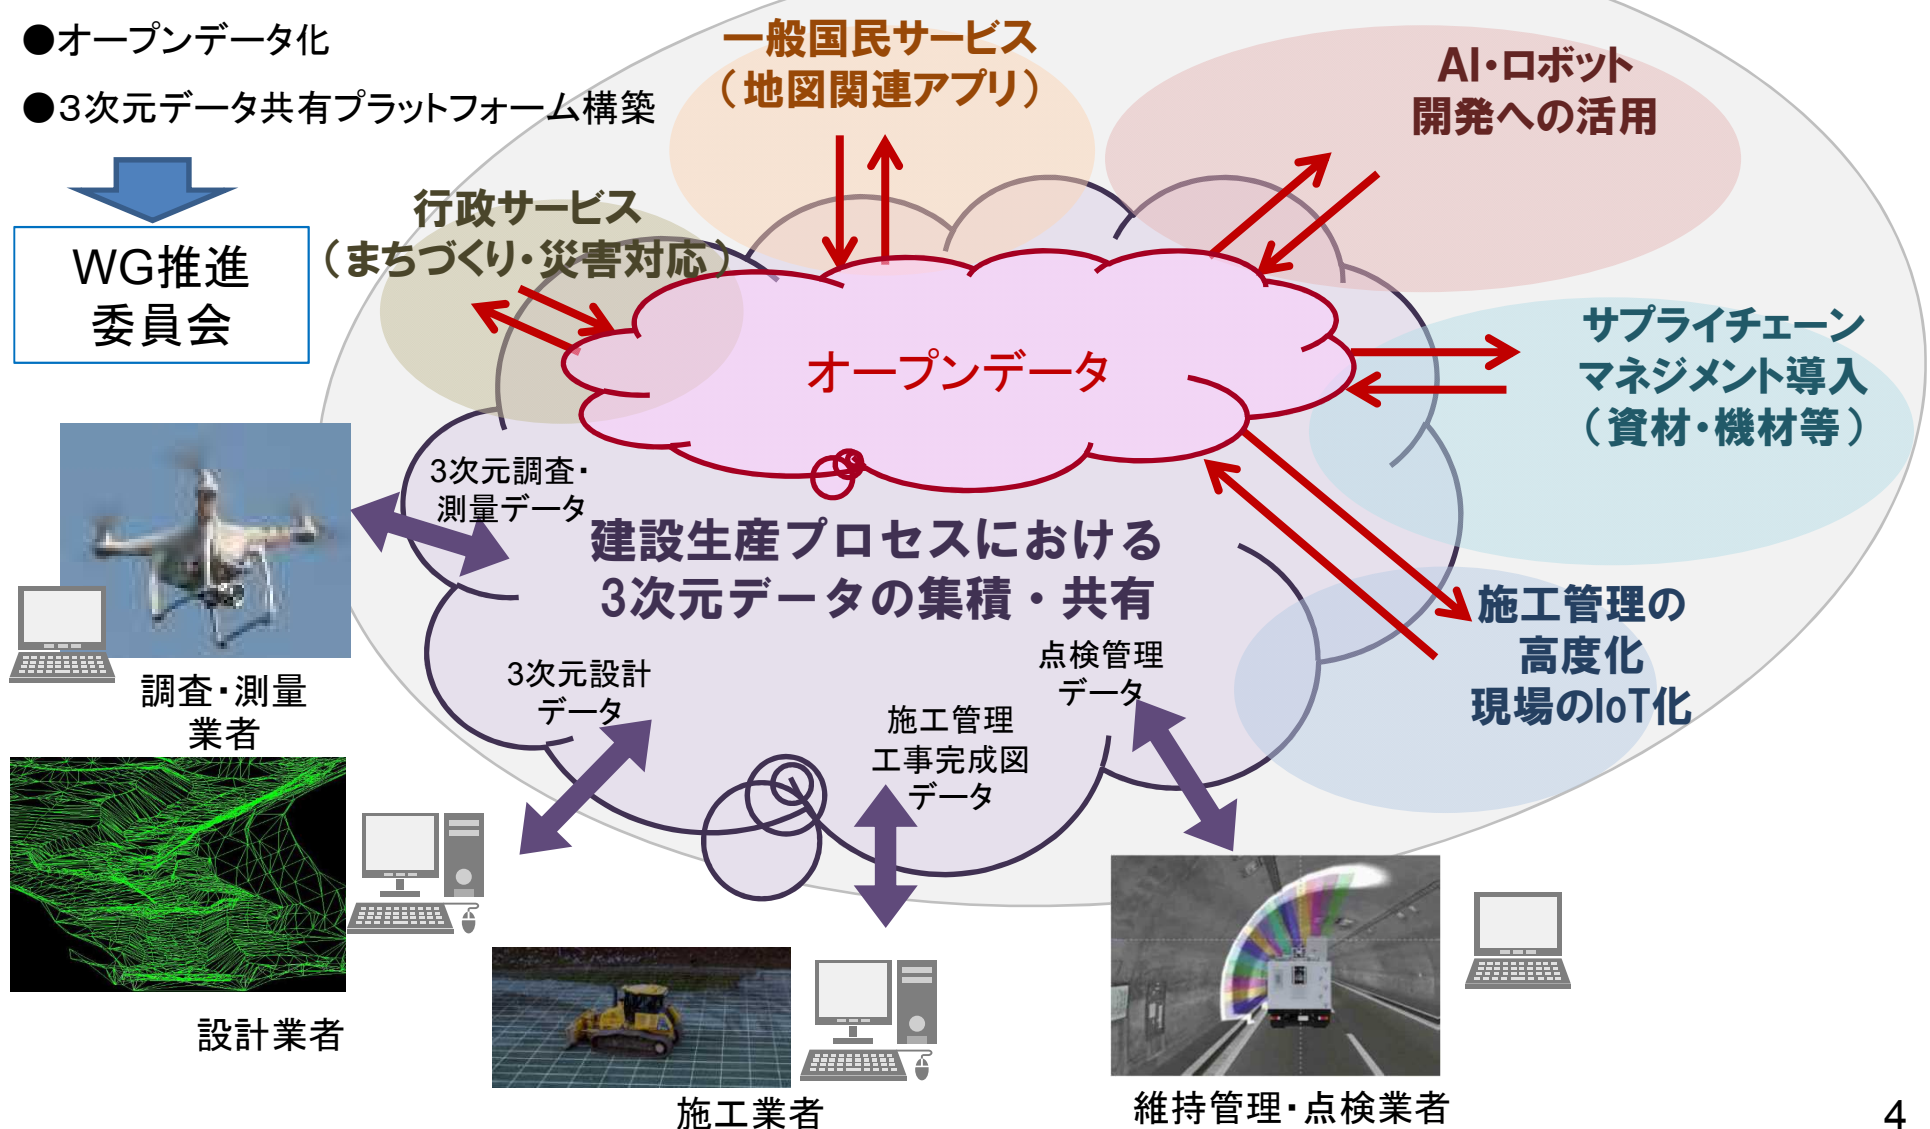 ●オープンデータ化
●3次元データ共有プラットフォーム構築
WG推進
委員会
一般国民サービス
（地図関連アプリ）
AI・ロボット
開発への活用
行政サービス
（まちづくり・災害対応）
オープンデータ
サプライチェーン
マネジメント導入
（資材・機材等）
3次元調査・
測量データ
建設生産プロセスにおける
3次元データの集積・共有
施工管理の
高度化
現場のIoT化
3次元設計
データ
点検管理
データ
施工管理
工事完成図
データ
調査・測量
業者
設計業者
施工業者
維持管理・点検業者
4